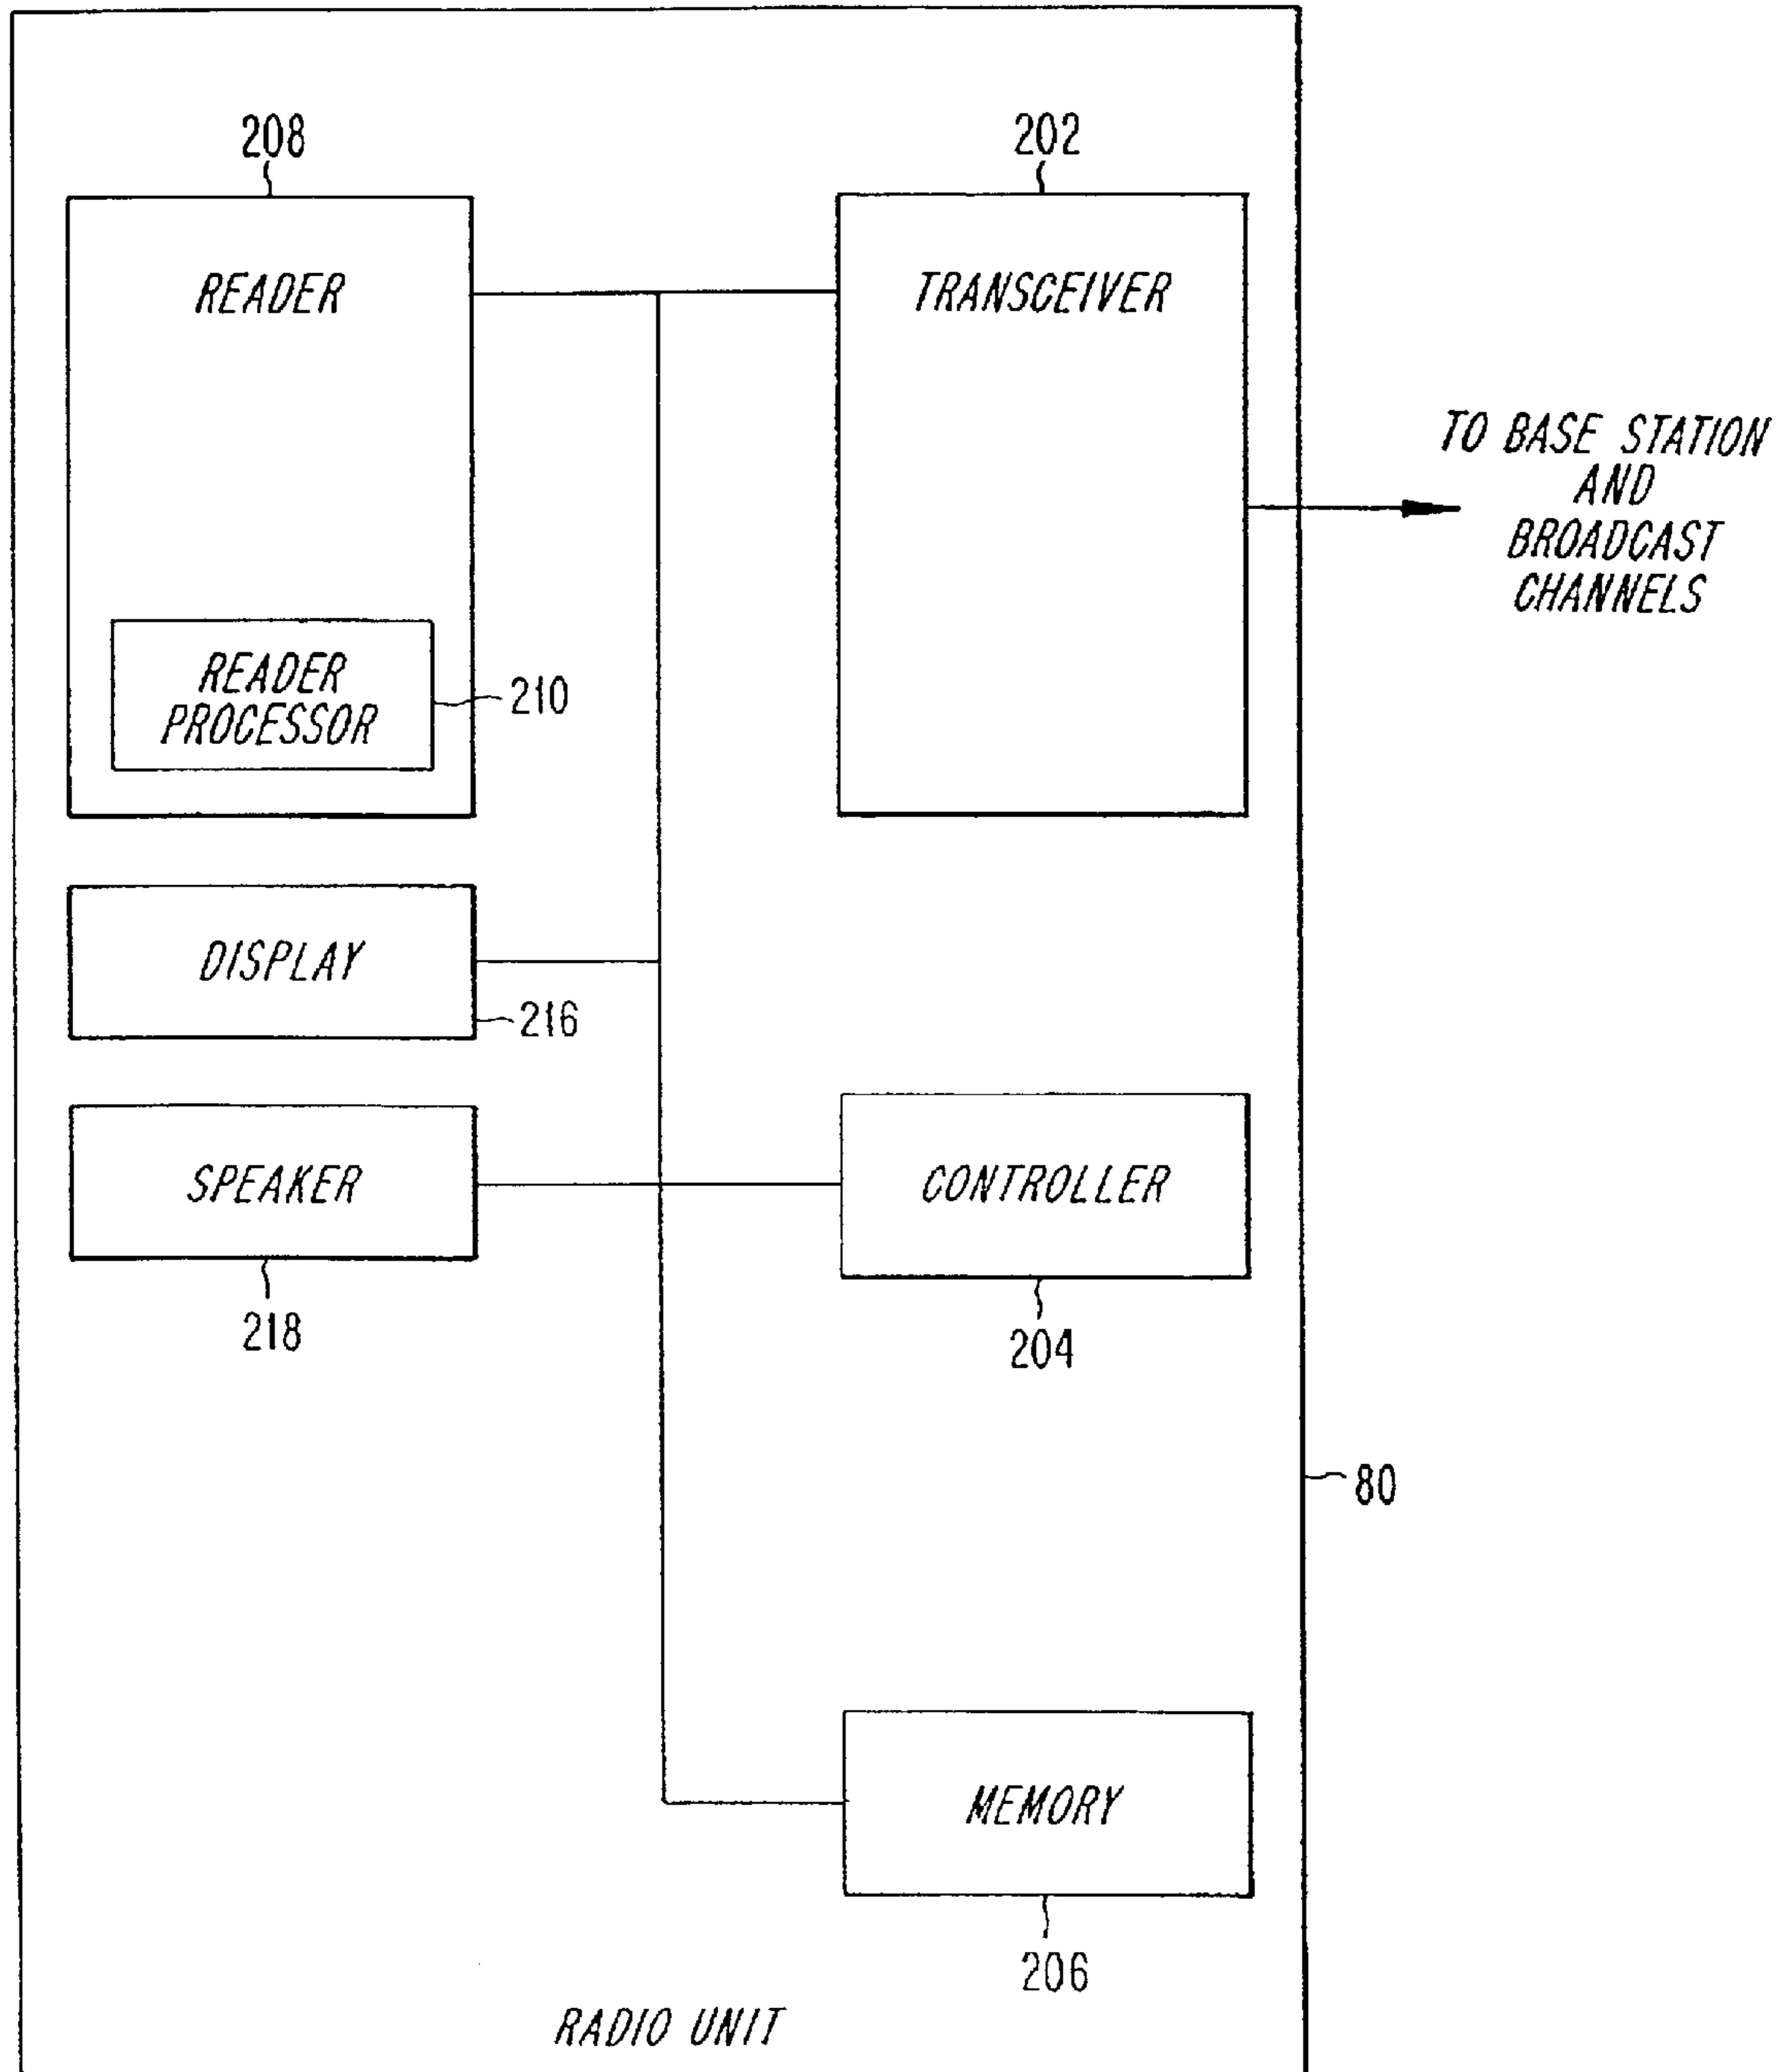 208
202
READER
TRANSCEIVER
TO BASE STATION
AND
BROADCAST
CHANNELS
READER
PROCESSOR
210
DISPLAY
216
SPEAKER
CONTROLLER
218
204
80
MEMORY
206
RADIO UNIT